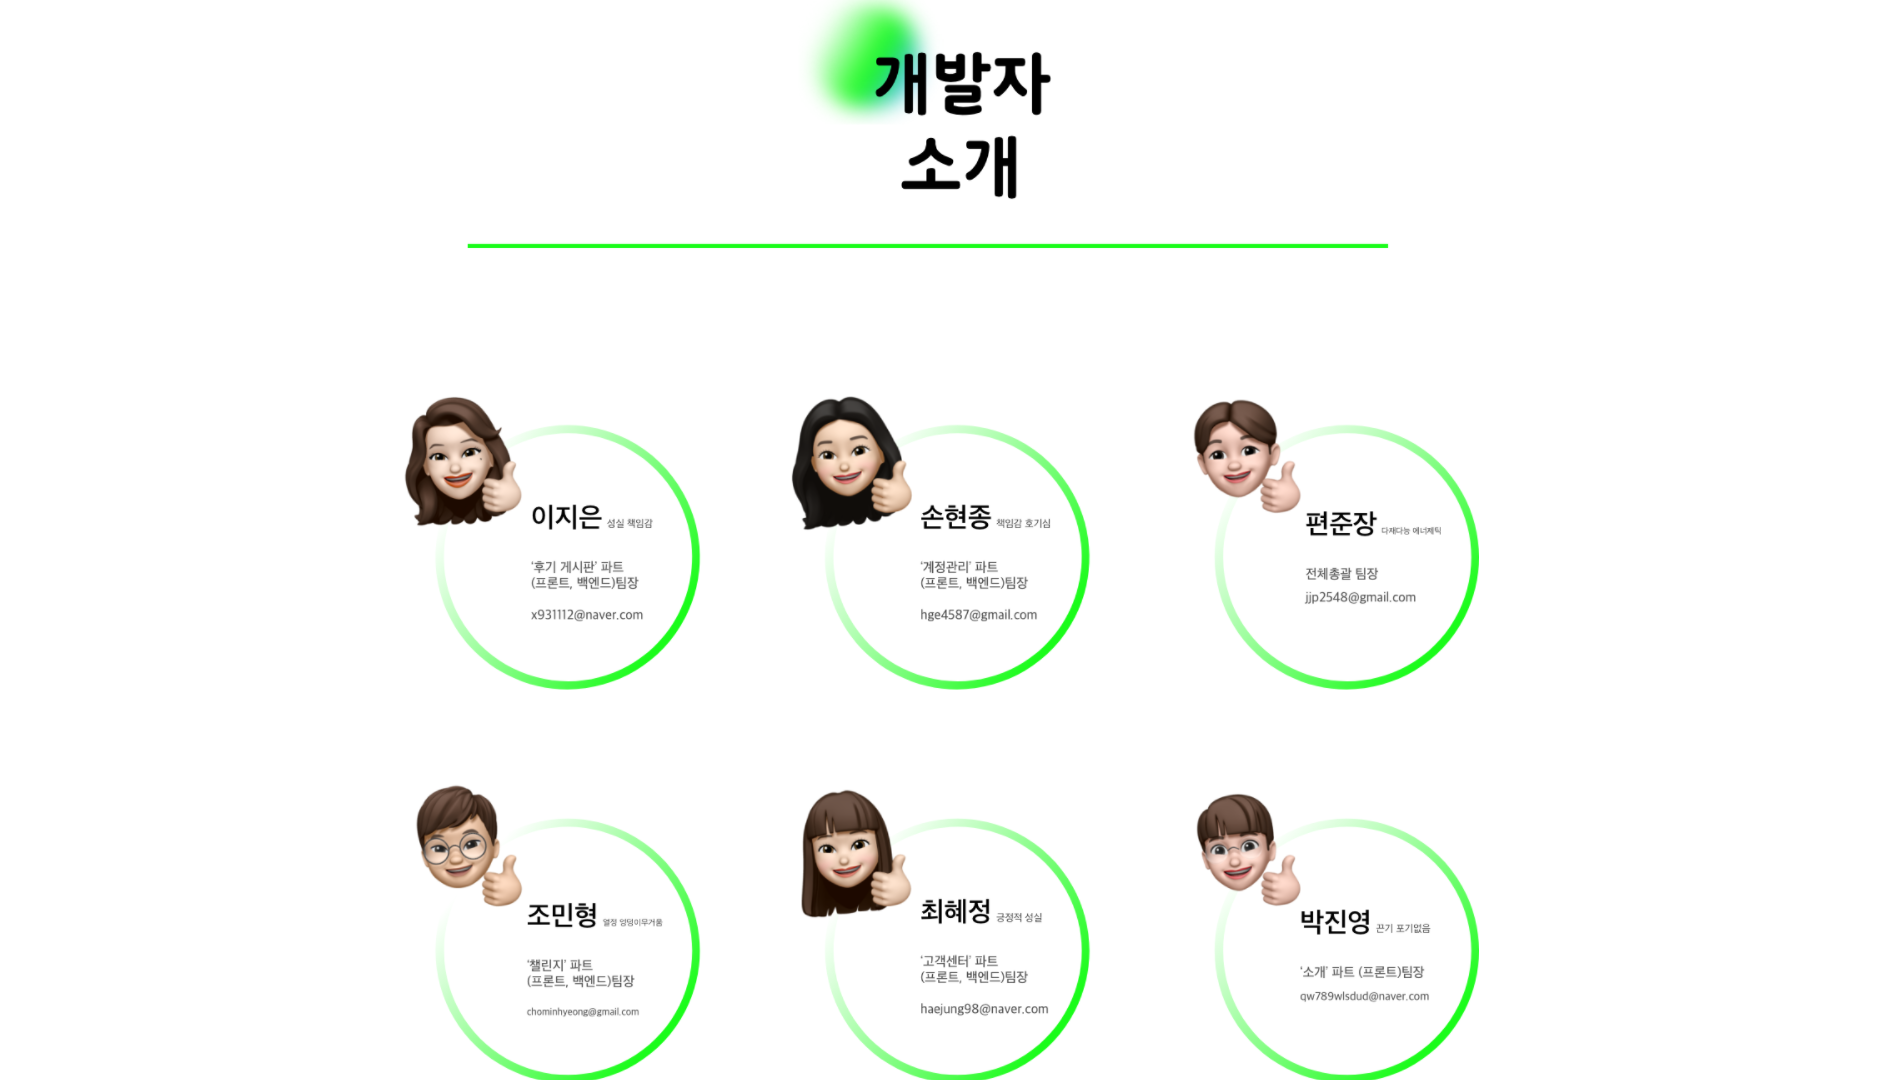 개발자
소개
이지은 성실 책임감
'후기 게시판' 파트
(프론트, 백엔드)팀장
x931112@naver.com
손현종 책임감 호기심
'계정관리' 파트
(프론트, 백엔드)팀장
hge4587@gmail.com
편준장 다재다능 에너제틱
전체총괄 팀장
jjp2548@gmail.com
조민형 열정 엉덩이무거움
'챌린지' 파트
(프론트, 백엔드)팀장
chominhyeong@gmail.com
최혜정 긍정적 성실
'고객센터' 파트
(프론트, 백엔드)팀장
haejung98@naver.com
박진영 끈기 포기없음
'소개' 파트 (프론트)팀장
qw789wlsdud@naver.com